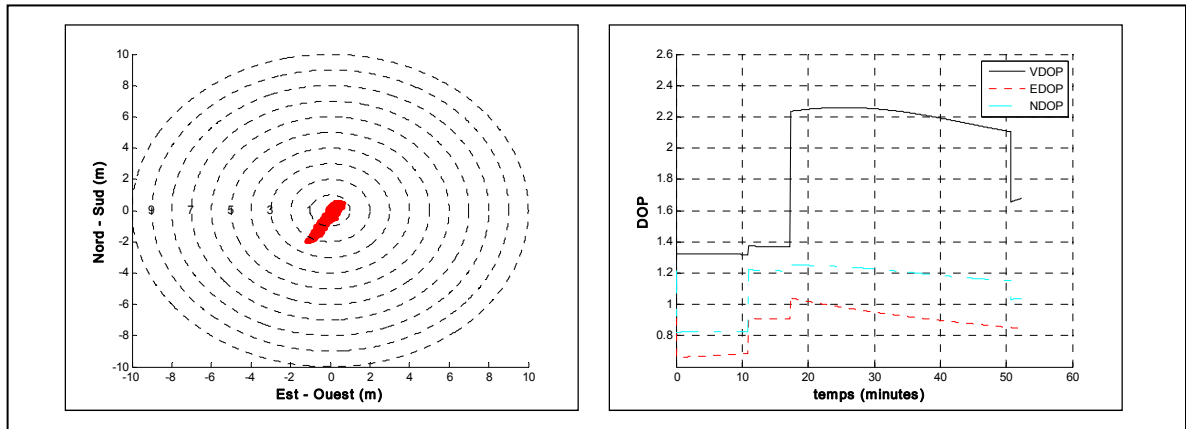 10
8
6
4
2
0
-2
-4
-6
-8
-10
Nord - Sud (m)
9 7 5 3 1
-10 -8 -6 -4 -2 0 2 4 6 8 10
Est - Ouest (m)
2.6
2.4
2.2
2
1.8
1.6
1.4
1.2
1
0.8
DOP
VDOP
EDOP
NDOP
0 10 20 30 40 50 60
temps (minutes)